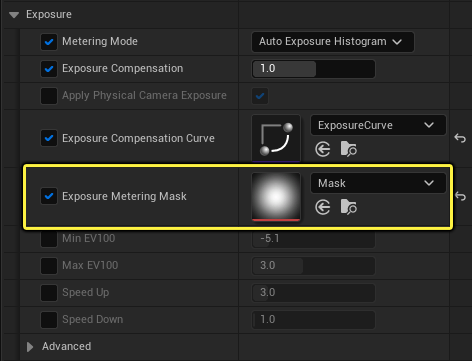 Exposure
Metering Mode Auto Exposure Histogram
Exposure Compensation 1.0
Apply Physical Camera Exposure
Exposure Compensation Curve ExposureCurve
Exposure Metering Mask Mask
Min EV100 -5.1
Max EV100 3.0
Speed Up 3.0
Speed Down 1.0
Advanced